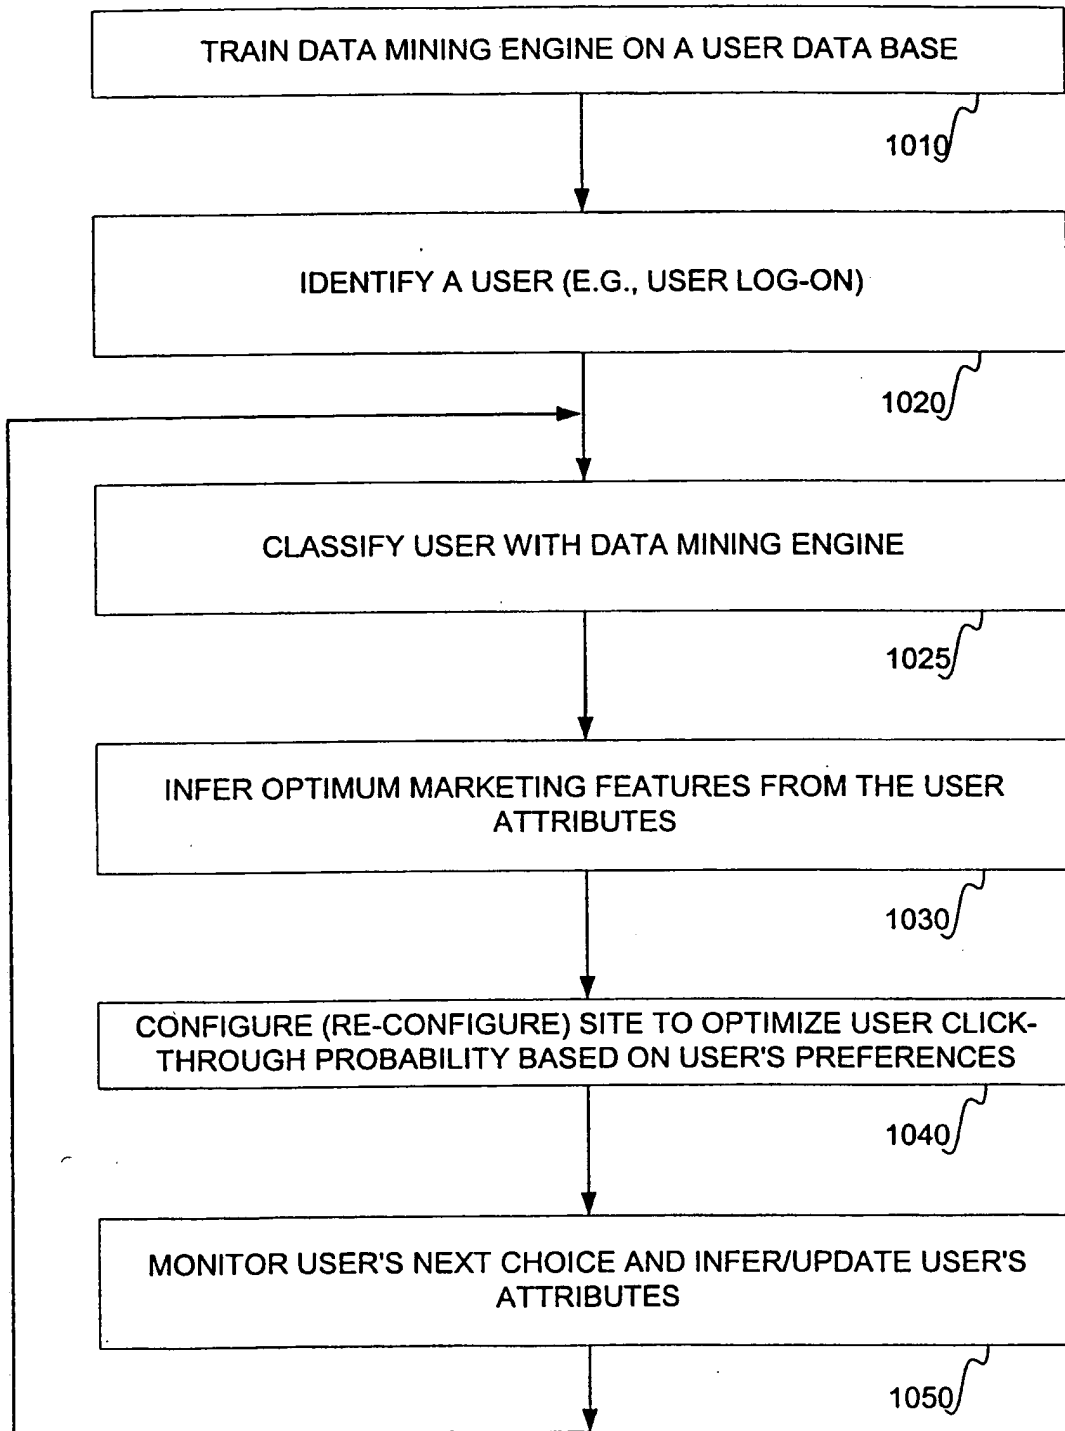 TRAIN DATA MINING ENGINE ON A USER DATA BASE
1010
IDENTIFY A USER (E.G., USER LOG-ON)
1020
CLASSIFY USER WITH DATA MINING ENGINE
1025
INFER OPTIMUM MARKETING FEATURES FROM THE USER
ATTRIBUTES
1030
CONFIGURE (RE-CONFIGURE) SITE TO OPTIMIZE USER CLICK-
THROUGH PROBABILITY BASED ON USER'S PREFERENCES
1040
MONITOR USER'S NEXT CHOICE AND INFER/UPDATE USER'S
ATTRIBUTES
1050